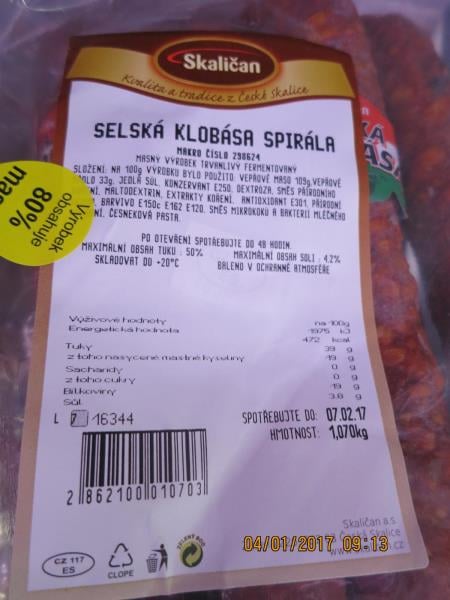 Skaličan
Kvalita a tradice z České Skalice
SELSKÁ KLOBÁSA SPIRÁLA
MAKRO ČÍSLO 298624
MASNÝ VÝROBEK TRVANLIVÝ FERMENTOVANÝ
SLOŽENÍ: NA 100g VÝROBKU BYLO POUŽITO: VEPŘOVÉ MASO 109g, VEPŘOVÉ
33g, JEDLÁ SŮL, KONZERVANT E250, DEXTRÓZA, SMĚS PŘÍRODNÍHO
MALTODEXTRIN, EXTRAKTY KOŘENÍ, ANTIOXIDANT E301, PŘÍRODNÍ
BARVIVO E150c E162 E120, SMĚS MIKROKOKŮ A BAKTERIÍ MLÉČNÉHO
ČESNEKOVÁ PASTA.
Výrobek
obsahuje
80%
PO OTEVŘENÍ SPOTŘEBUJTE DO 48 HODIN.
MAXIMÁLNÍ OBSAH TUKU : 50% MAXIMÁLNÍ OBSAH SOLI : 4,2%
SKLADOVAT DO +20°C BALENO V OCHRANNÉ ATMOSFÉŘE
Výživové hodnoty na 100g
Energetická hodnota 1975 kJ
472 kcal
Tuky 39 g
z toho nasycené mastné kyseliny 19 g
Sacharidy 0 g
z toho cukry 0 g
Bílkoviny 19 g
Sůl 3.8 g
L 7 16344
SPOTŘEBUJTE DO: 07.02.17
HMOTNOST: 1,070kg
2 862100 010703
CZ 117
ES
CLOPE
ZELENÝ BOD
Skaličan a.s.
Česká Skalice
www.
.cz
04/01/2017 09:13